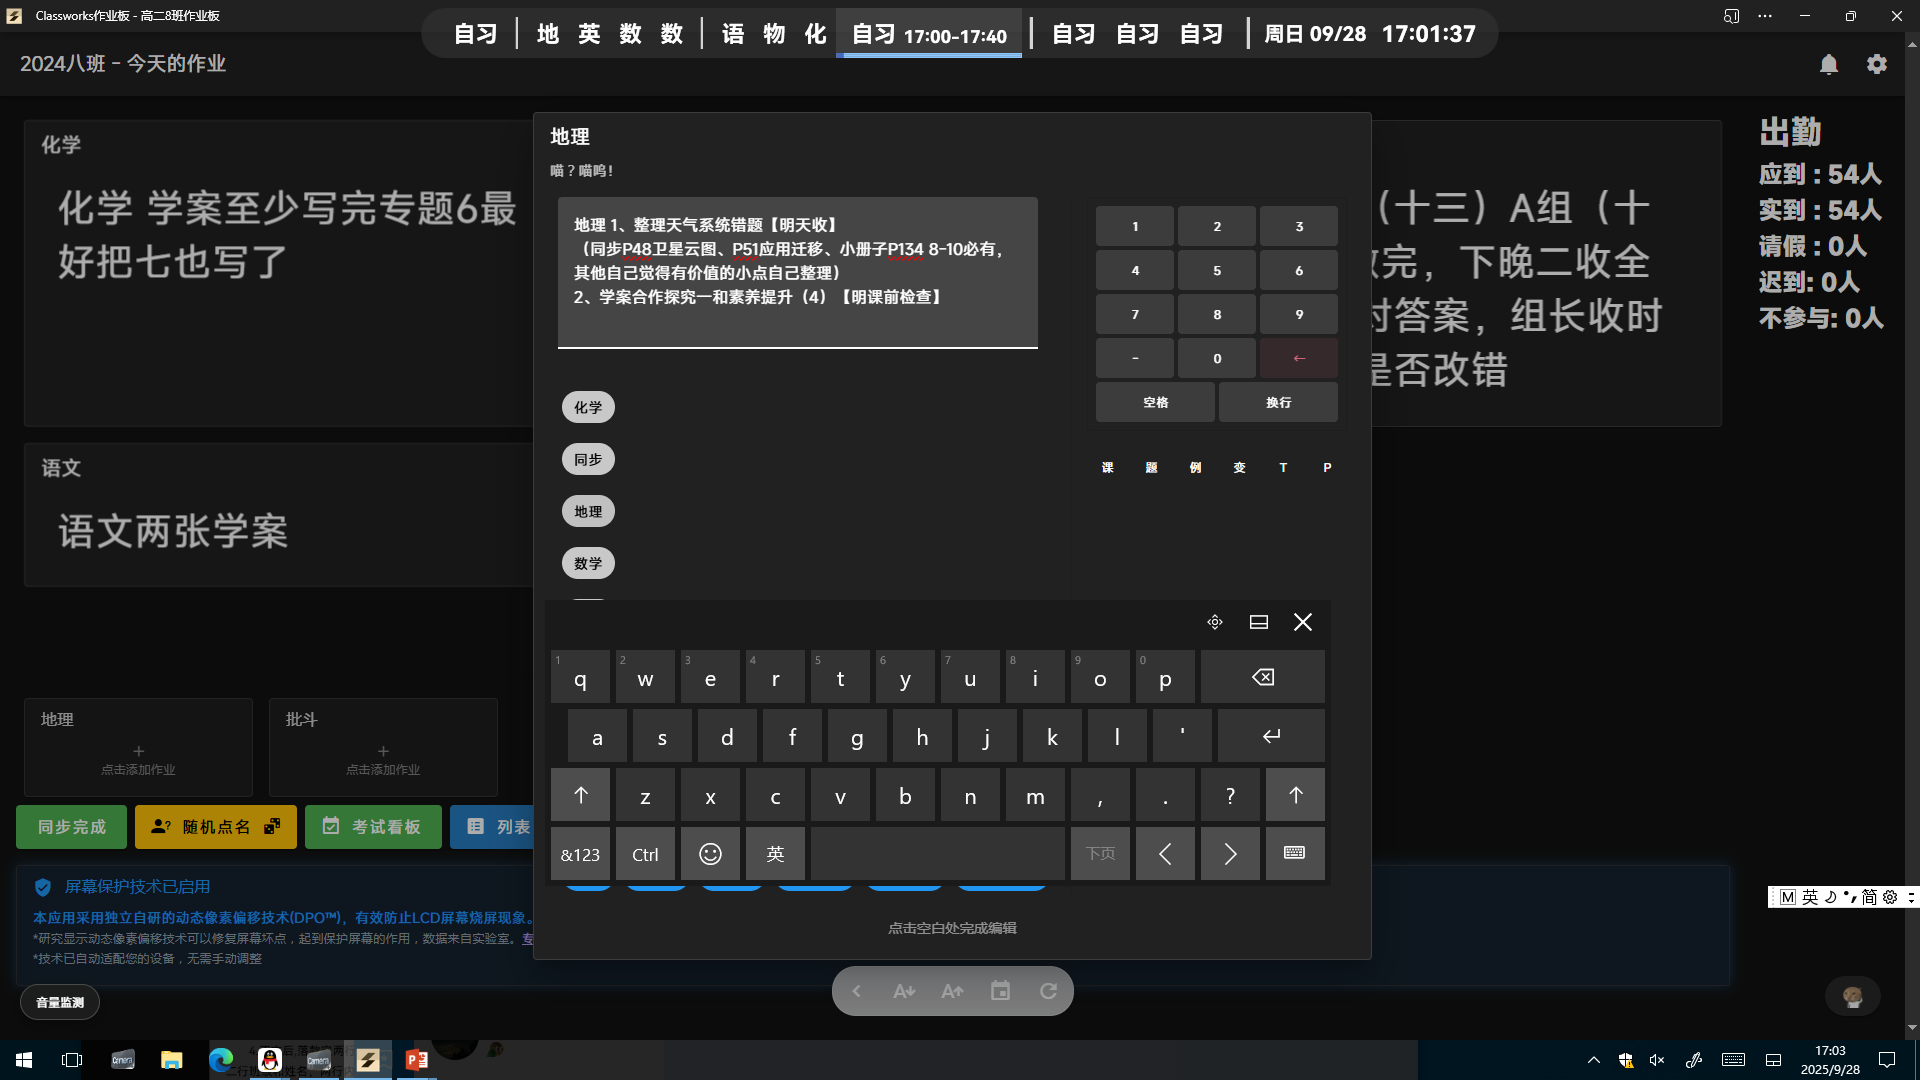 Classworks作业板 - 高二8班作业板
自习 | 地 英 数 数 | 语 物 化 自习 17:00-17:40 | 自习 自习 自习 | 周日 09/28 17:01:37
2024八班 - 今天的作业
化学
化学 学案至少写完专题6最
好把七也写了
语文
语文两张学案
地理
喵？喵呜！
地理 1、整理天气系统错题【明天收】
（同步P48卫星云图、P51应用迁移、小册子P134 8-10必有，
其他自己觉得有价值的小点自己整理）
2、学案合作探究一和素养提升（4）【明课前检查】
化学
同步
地理
数学
1 2 3
4 5 6
7 8 9
- 0 ←
空格 换行
课 题 例 变 T P
（十三）A组（十
完，下晚二收全
对答案，组长收时
是否改错
出勤
应到：54人
实到：54人
请假：0人
迟到: 0人
不参与: 0人
地理
点击添加作业
批斗
点击添加作业
同步完成 随机点名 考试看板 列表
屏幕保护技术已启用
本应用采用独立自研的动态像素偏移技术(DPO™)，有效防止LCD屏幕烧屏现象。
*研究显示动态像素偏移技术可以修复屏幕坏点，起到保护屏幕的作用，数据来自实验室。专
*技术已自动适配您的设备，无需手动调整
音量监测
1 2 3 4 5 6 7 8 9 0
q w e r t y u i o p
a s d f g h j k l '
z x c v b n m , . ?
&123 Ctrl 英 下页
点击空白处完成编辑
M 英 简
17:03
2025/9/28